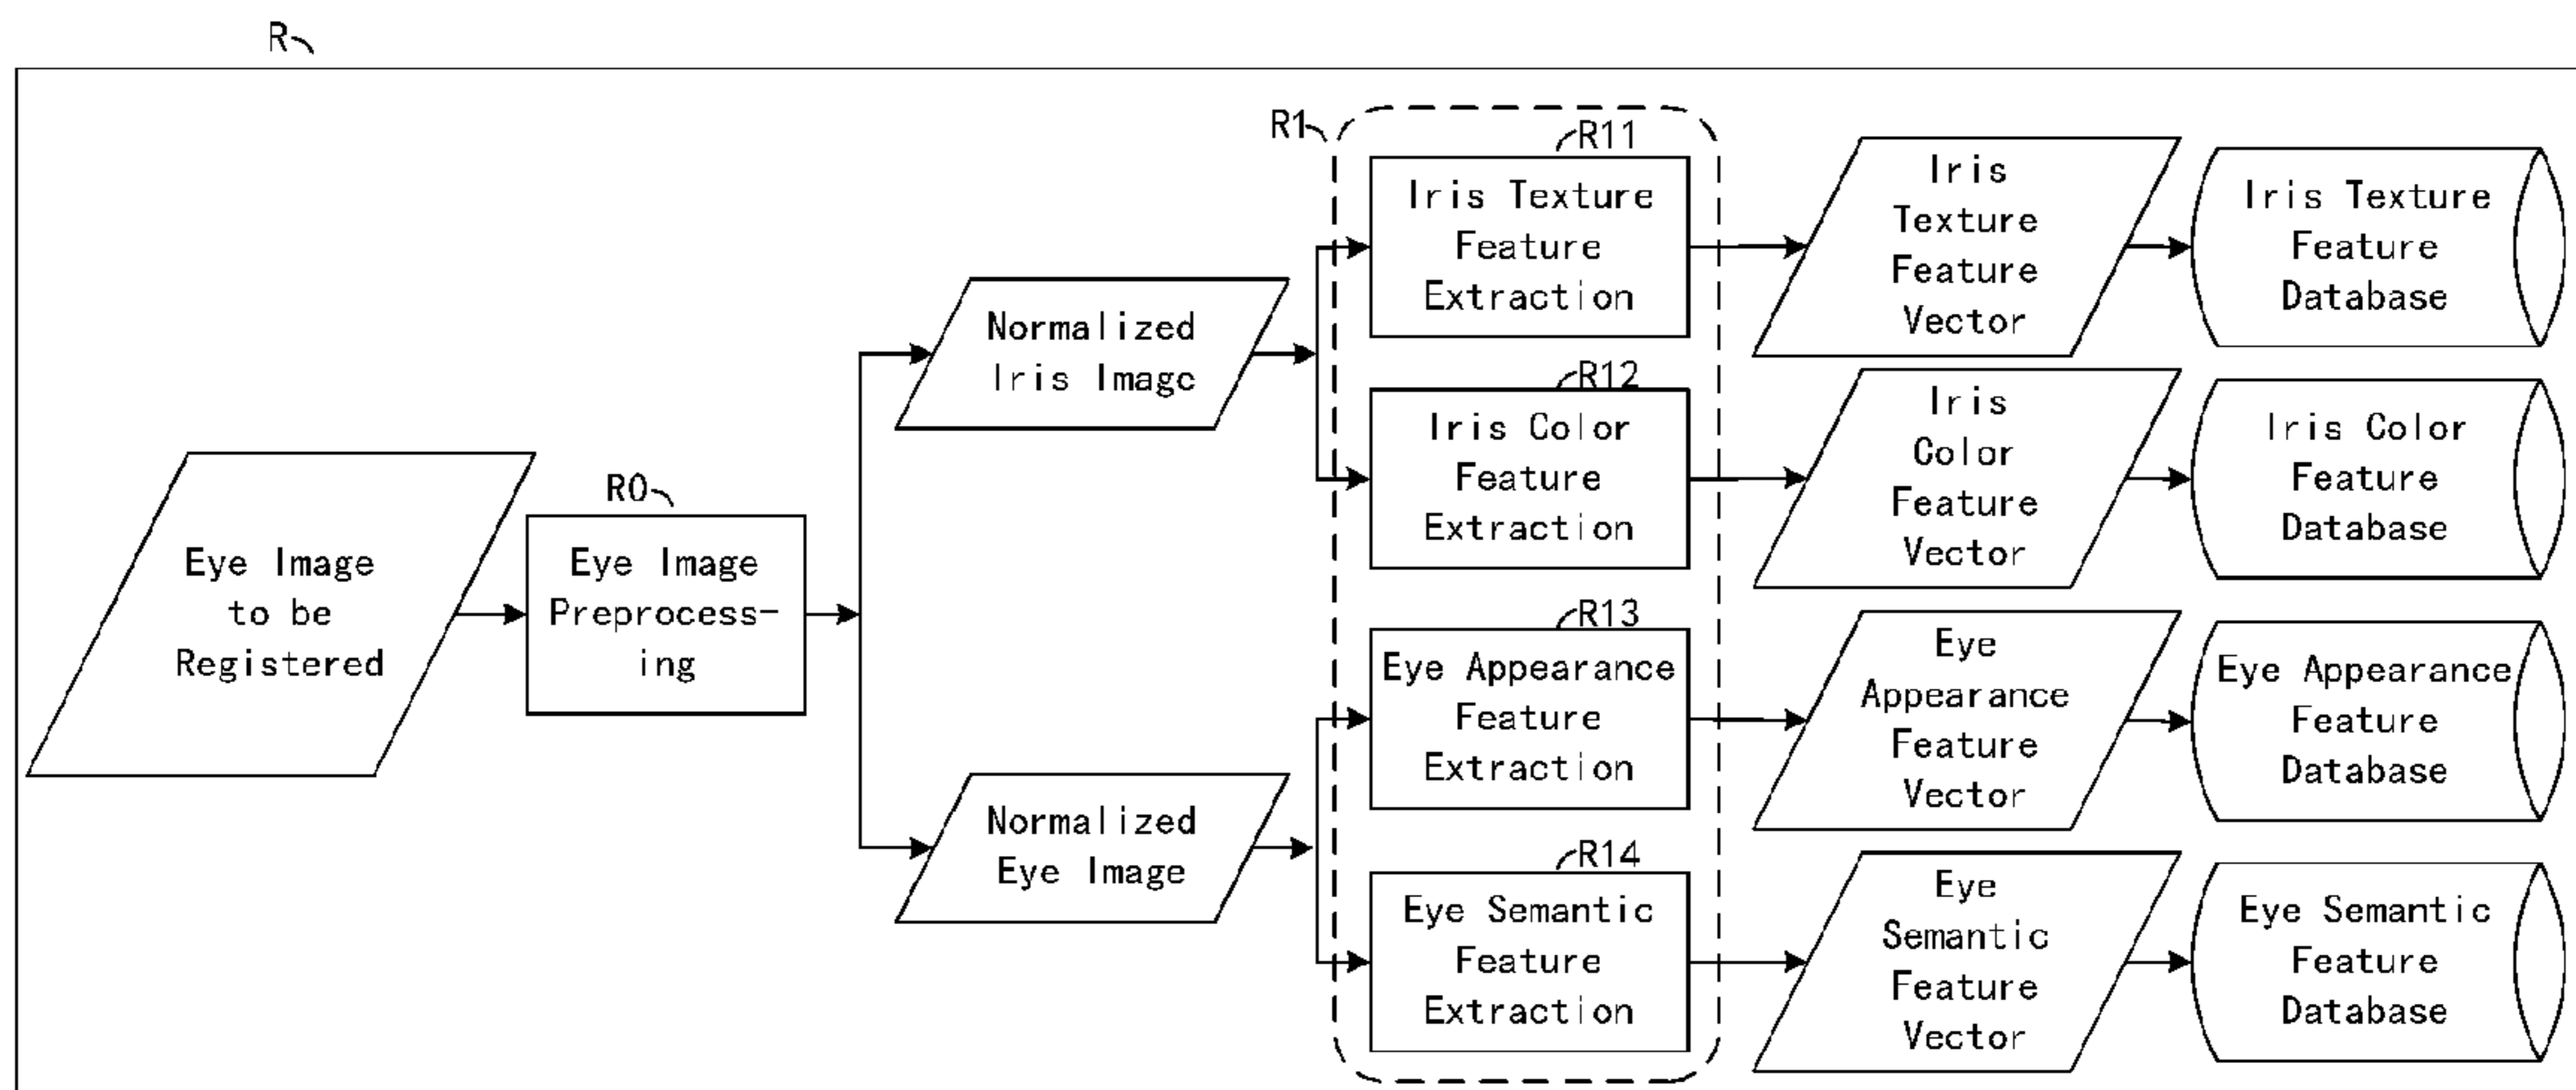 R
R1
R11
Iris Texture
Feature
Extraction
Iris
Texture
Feature
Vector
Iris Texture
Feature
Database
Normalized
Iris Image
R12
Iris Color
Feature
Extraction
Iris
Color
Feature
Vector
Iris Color
Feature
Database
Eye Image
to be
Registered
R0
Eye Image
Preprocess-
ing
R13
Eye Appearance
Feature
Extraction
Eye
Appearance
Feature
Vector
Eye Appearance
Feature
Database
Normalized
Eye Image
R14
Eye Semantic
Feature
Extraction
Eye
Semantic
Feature
Vector
Eye Semantic
Feature
Database